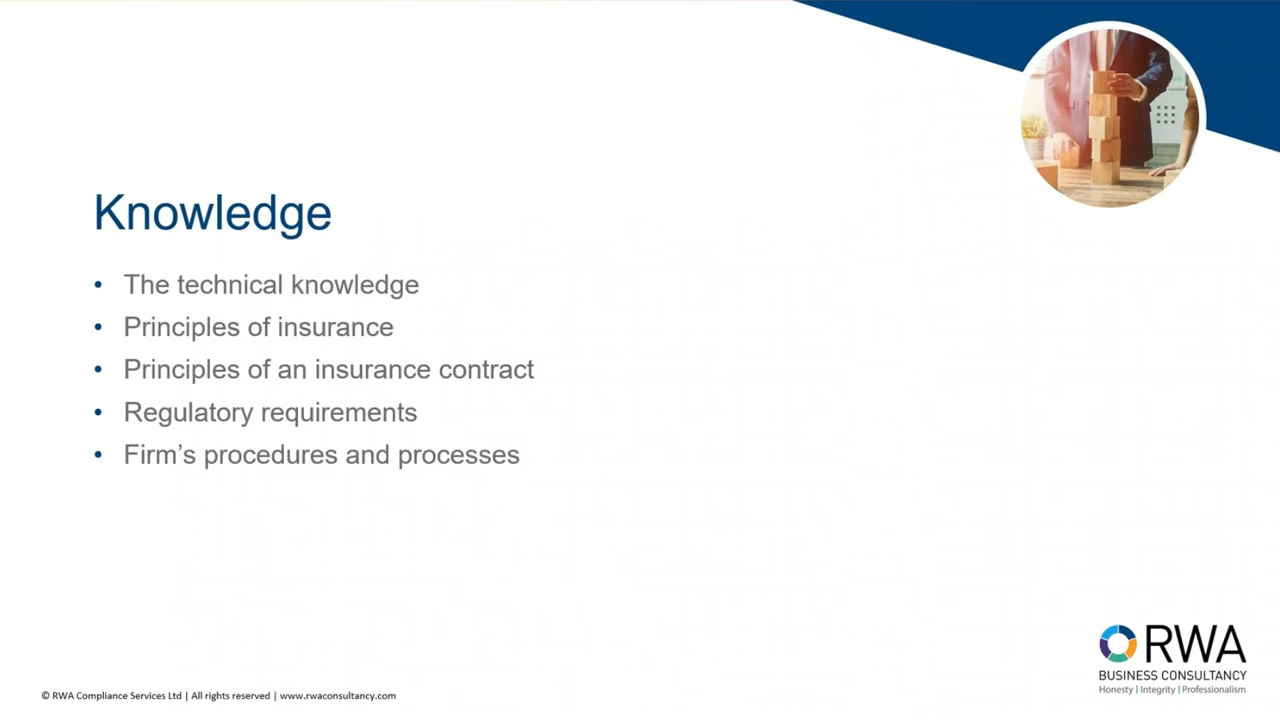 Knowledge
• The technical knowledge
• Principles of insurance
• Principles of an insurance contract
• Regulatory requirements
• Firm’s procedures and processes
RWA
BUSINESS CONSULTANCY
Honesty | Integrity | Professionalism
© RWA Compliance Services Ltd | All rights reserved | www.rwaconsultancy.com